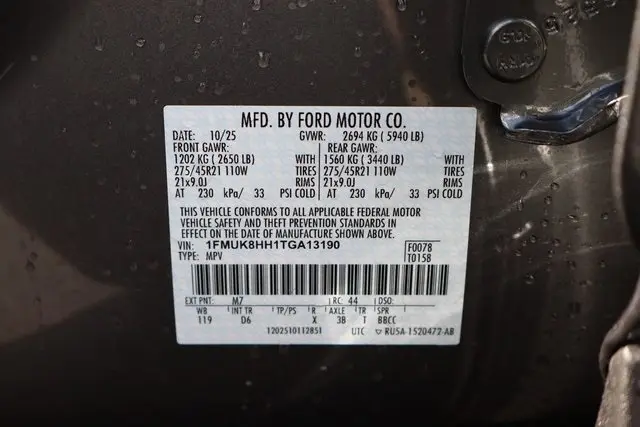 MFD. BY FORD MOTOR CO.
DATE: 10/25 GVWR: 2694 KG ( 5940 LB)
FRONT GAWR: REAR GAWR:
1202 KG ( 2650 LB) WITH 1560 KG ( 3440 LB) WITH
275/45R21 110W TIRES 275/45R21 110W TIRES
21x9.0J RIMS 21x9.0J RIMS
AT 230 kPa/ 33 PSI COLD AT 230 kPa/ 33 PSI COLD
THIS VEHICLE CONFORMS TO ALL APPLICABLE FEDERAL MOTOR
VEHICLE SAFETY AND THEFT PREVENTION STANDARDS IN
EFFECT ON THE DATE OF MANUFACTURE SHOWN ABOVE.
VIN: 1FMUK8HH1TGA13190 F0078
TYPE: MPV T0158
EXT PNT: M7 RC: 44 DSO:
WB INT TR TP/PS R AXLE TR SPR
119 D6 X 3B T BBCC
1202510112851 UTC RU5A-1520472-AB